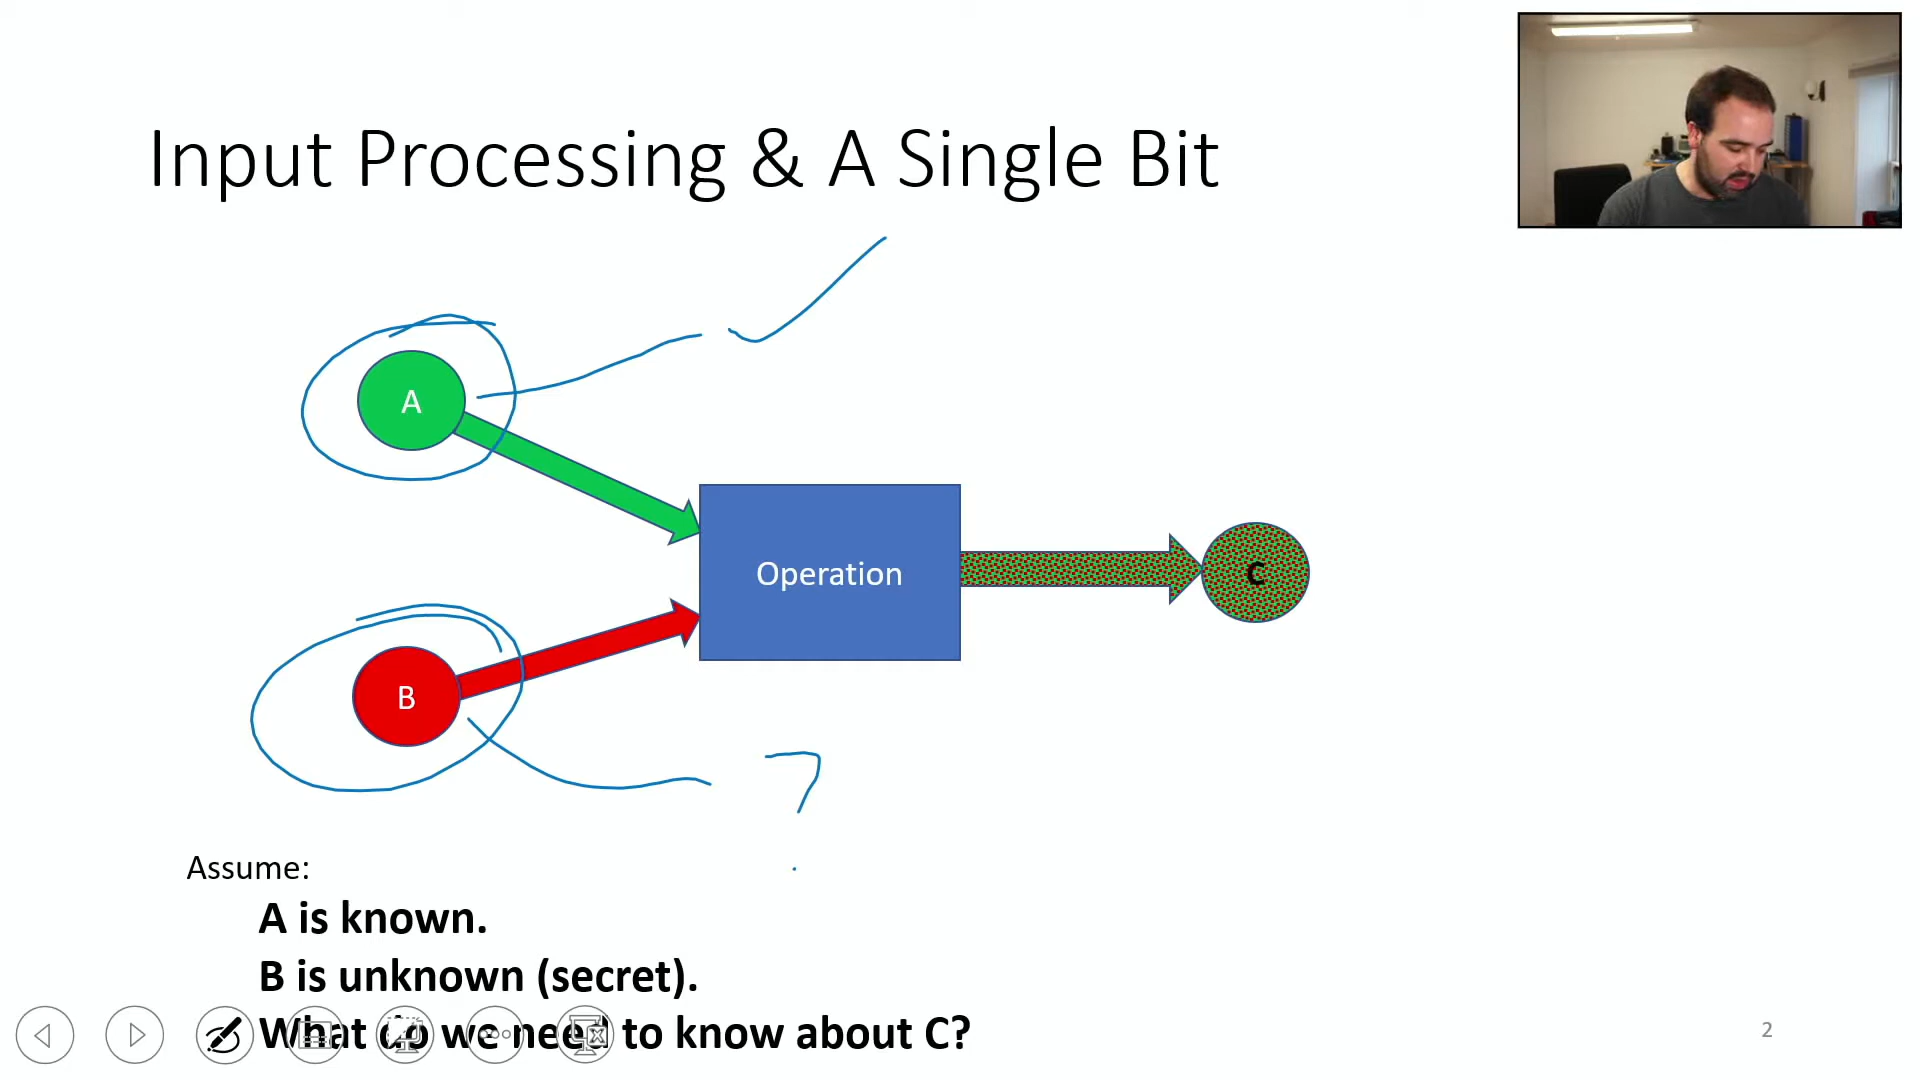 Input Processing & A Single Bit
A
Operation
C
B
?
Assume:
A is known.
B is unknown (secret).
What do we need to know about C?
2